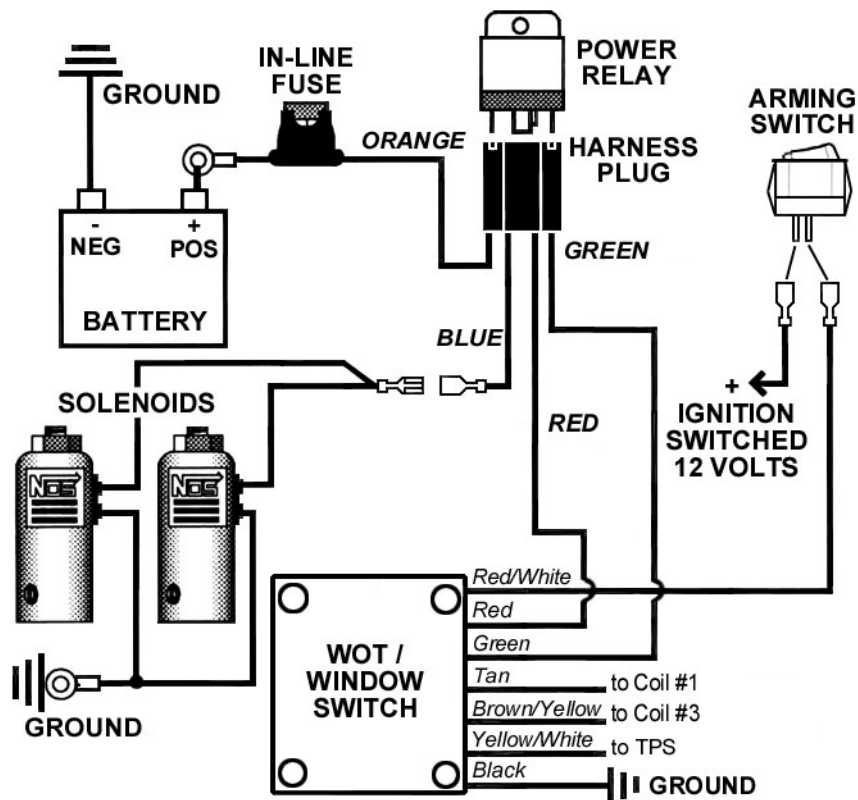 GROUND
IN-LINE
FUSE
ORANGE
POWER
RELAY
HARNESS
PLUG
ARMING
SWITCH
-
NEG
+
POS
BATTERY
GREEN
BLUE
RED
+
IGNITION
SWITCHED
12 VOLTS
SOLENOIDS
NOS
NOS
GROUND
WOT /
WINDOW
SWITCH
Red/White
Red
Green
Tan to Coil #1
Brown/Yellow to Coil #3
Yellow/White to TPS
Black GROUND